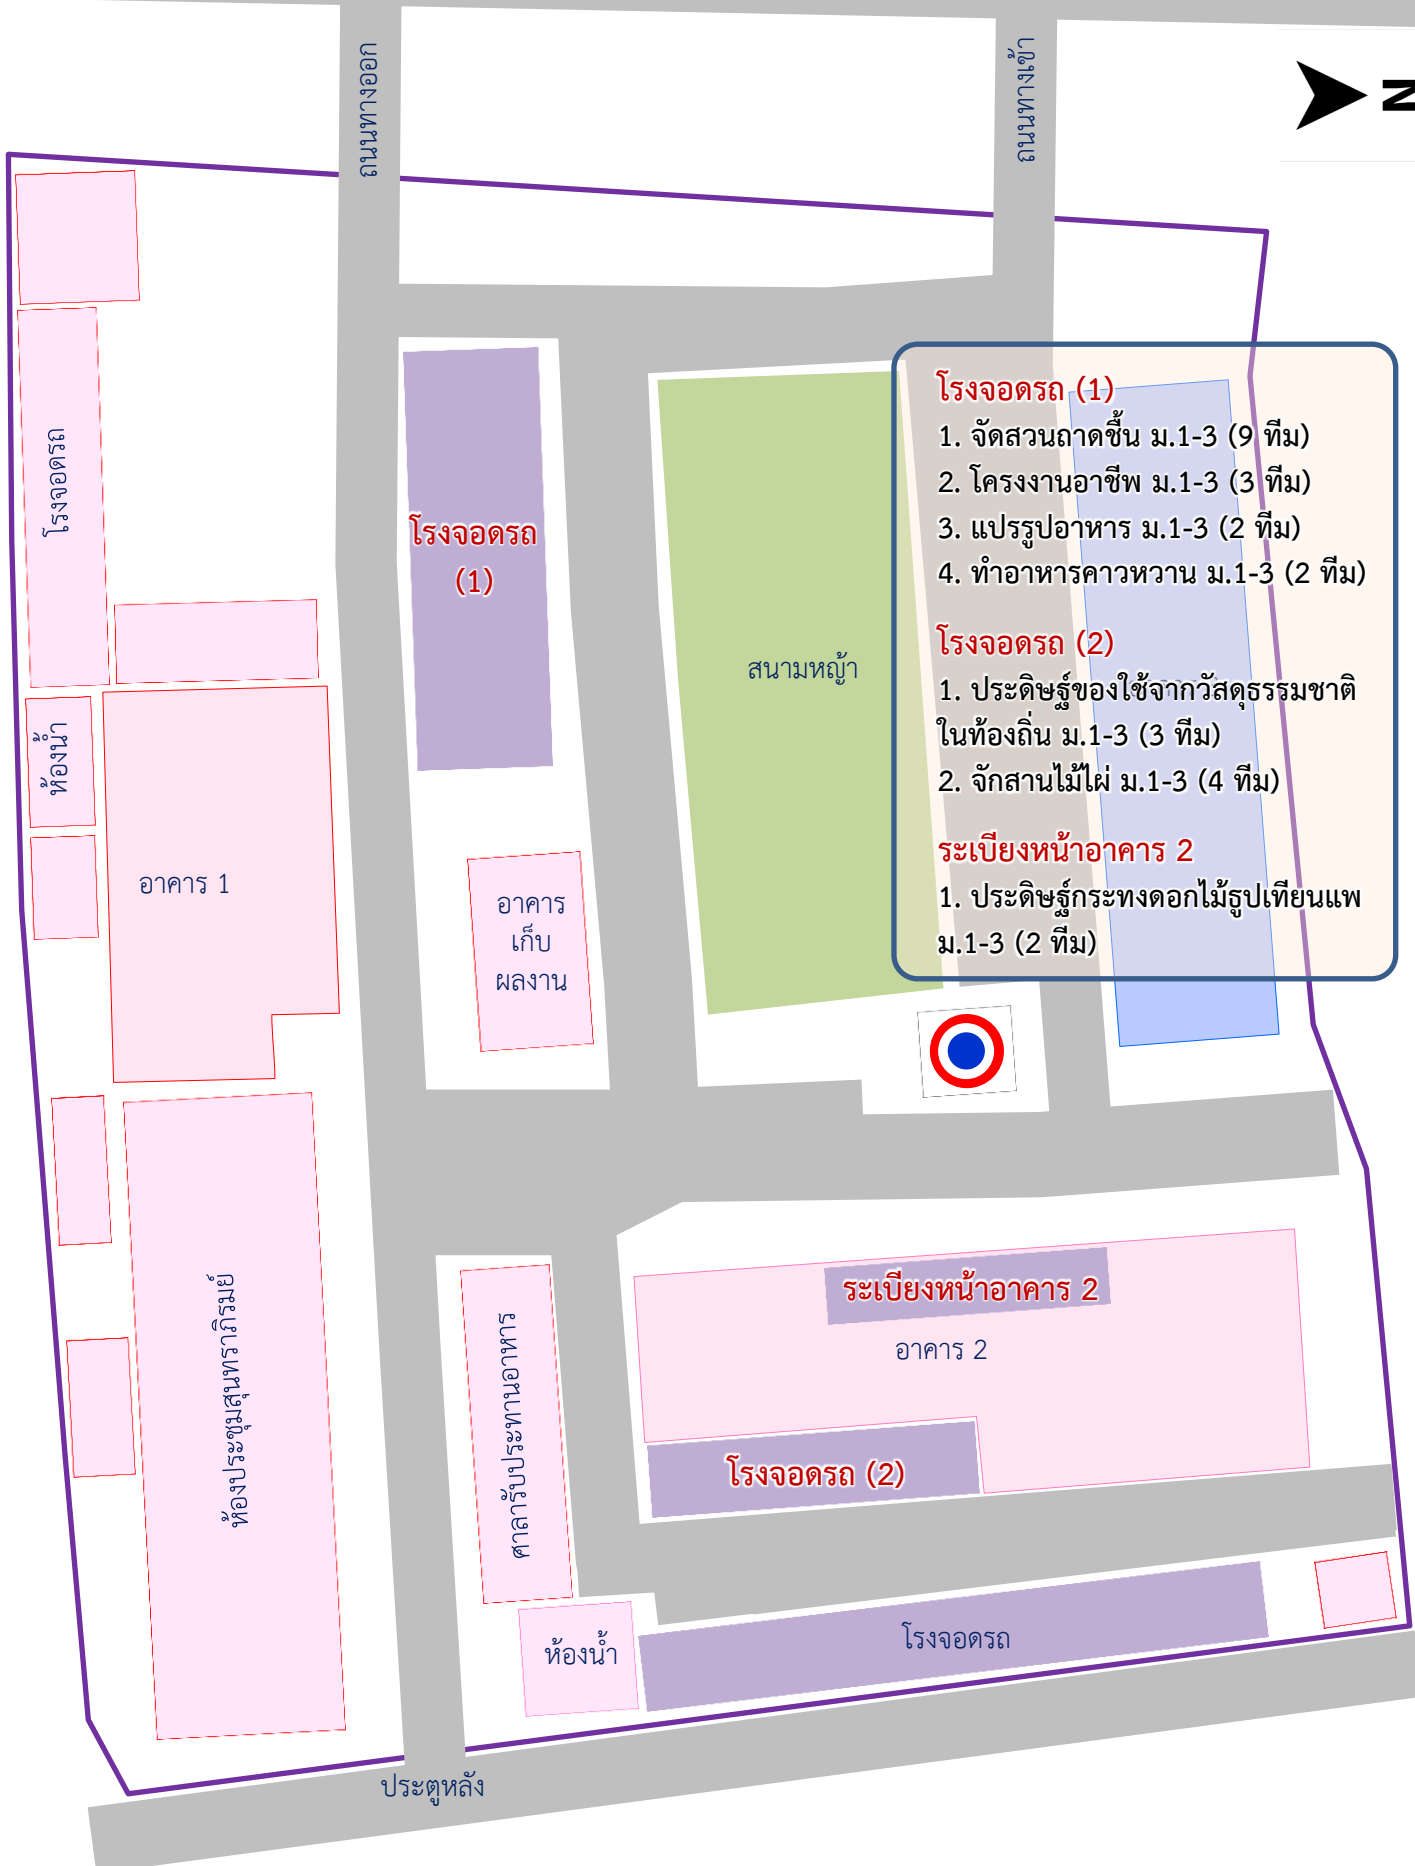 ถนนทางออก
ถนนทางเข้า
N
โรงจอดรถ
โรงจอดรถ
(1)
โรงจอดรถ (1)
1. จัดสวนถาดชื้น ม.1-3 (9 ทีม)
2. โครงงานอาชีพ ม.1-3 (3 ทีม)
3. แปรรูปอาหาร ม.1-3 (2 ทีม)
4. ทำอาหารคาวหวาน ม.1-3 (2 ทีม)
โรงจอดรถ (2)
1. ประดิษฐ์ของใช้จากวัสดุธรรมชาติ
ในท้องถิ่น ม.1-3 (3 ทีม)
2. จักสานไม้ไผ่ ม.1-3 (4 ทีม)
ระเบียงหน้าอาคาร 2
1. ประดิษฐ์กระทงดอกไม้ธูปเทียนแพ
ม.1-3 (2 ทีม)
สนามหญ้า
ห้องน้ำ
อาคาร 1
อาคาร
เก็บ
ผลงาน
ระเบียงหน้าอาคาร 2
อาคาร 2
ห้องประชุมสุนทราภิรมย์
ศาลารับประทานอาหาร
โรงจอดรถ (2)
โรงจอดรถ
ห้องน้ำ
ประตูหลัง